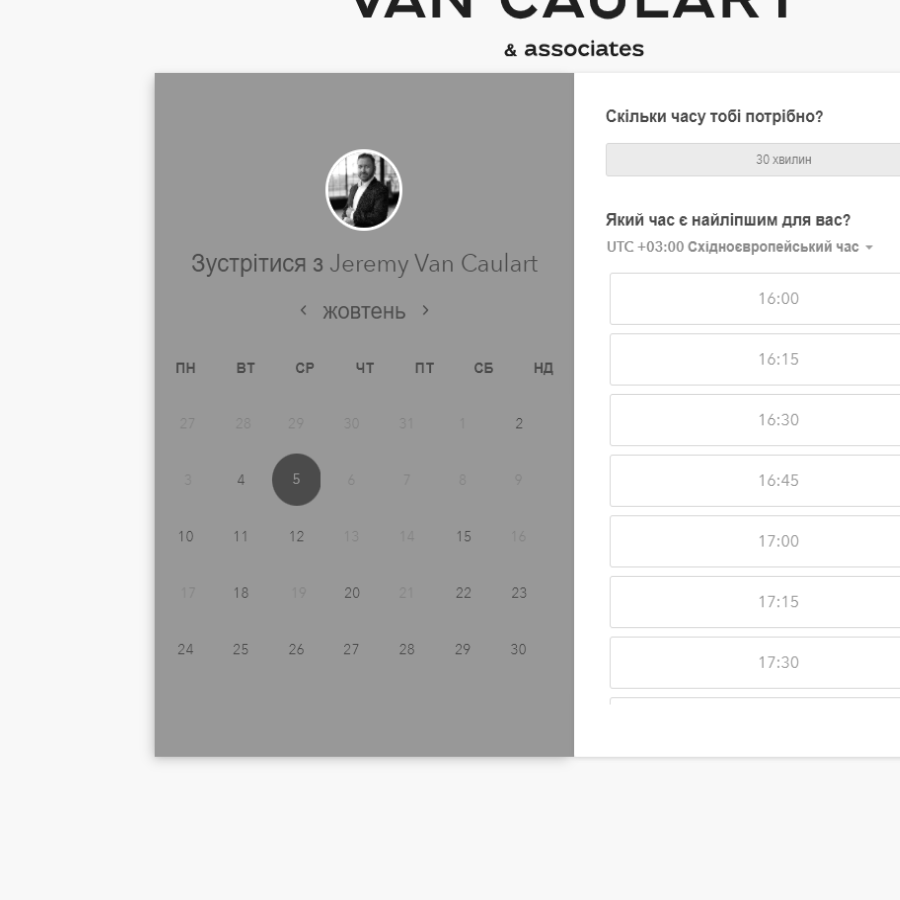 VAN CAULART
& associates
Зустрітися з Jeremy Van Caulart
жовтень
ПН ВТ СР ЧТ ПТ СБ НД
27 28 29 30 31 1 2
3 4 5 6 7 8 9
10 11 12 13 14 15 16
17 18 19 20 21 22 23
24 25 26 27 28 29 30
Скільки часу тобі потрібно?
30 хвилин
Який час є найліпшим для вас?
UTC +03:00 Східноєвропейський час
16:00
16:15
16:30
16:45
17:00
17:15
17:30